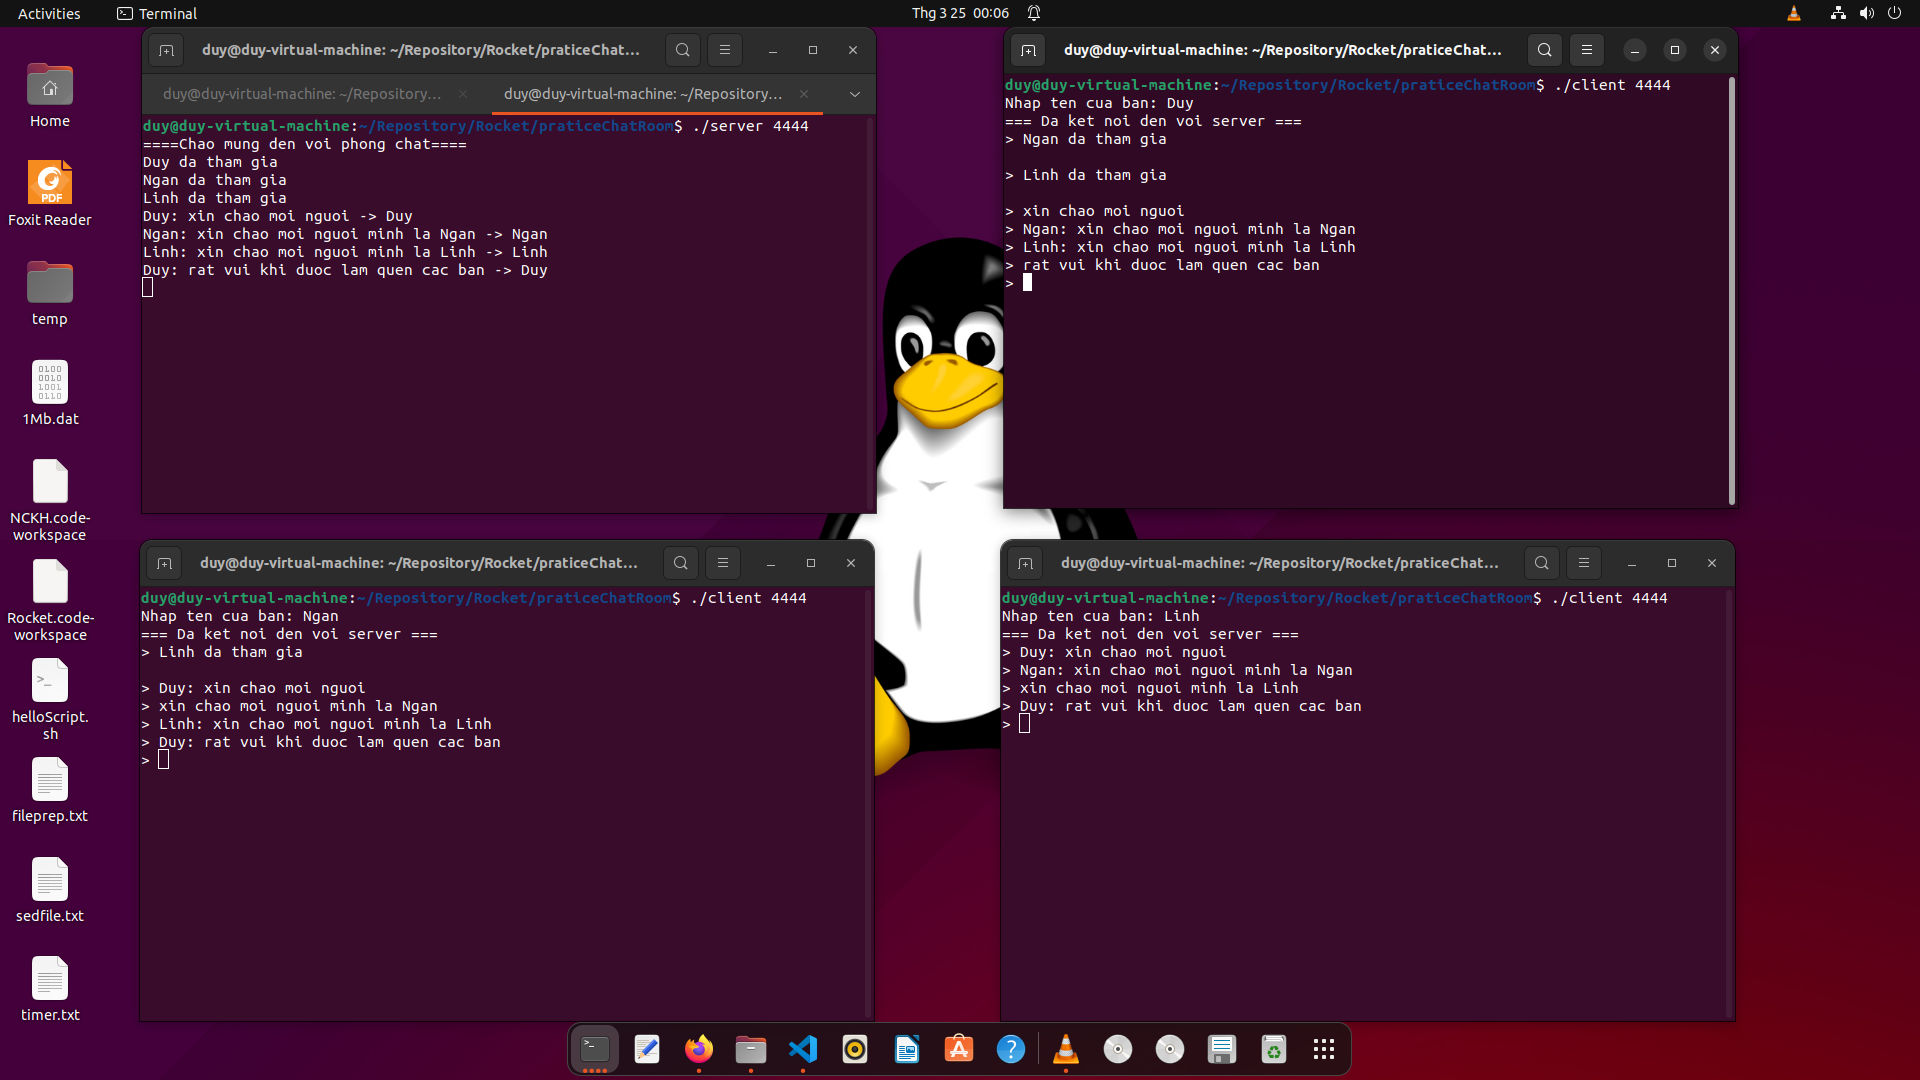 Activities
Terminal
Thg 3 25 00:06
duy@duy-virtual-machine: ~/Repository/Rocket/praticeChat...
duy@duy-virtual-machine: ~/Repository...
duy@duy-virtual-machine: ~/Repository...
duy@duy-virtual-machine:~/Repository/Rocket/praticeChatRoom$ ./server 4444
====Chao mung den voi phong chat====
Duy da tham gia
Ngan da tham gia
Linh da tham gia
Duy: xin chao moi nguoi -> Duy
Ngan: xin chao moi nguoi minh la Ngan -> Ngan
Linh: xin chao moi nguoi minh la Linh -> Linh
Duy: rat vui khi duoc lam quen cac ban -> Duy
duy@duy-virtual-machine: ~/Repository/Rocket/praticeChat...
duy@duy-virtual-machine:~/Repository/Rocket/praticeChatRoom$ ./client 4444
Nhap ten cua ban: Duy
=== Da ket noi den voi server ===
> Ngan da tham gia
> Linh da tham gia
> xin chao moi nguoi
> Ngan: xin chao moi nguoi minh la Ngan
> Linh: xin chao moi nguoi minh la Linh
> rat vui khi duoc lam quen cac ban
>
duy@duy-virtual-machine: ~/Repository/Rocket/praticeChat...
duy@duy-virtual-machine:~/Repository/Rocket/praticeChatRoom$ ./client 4444
Nhap ten cua ban: Ngan
=== Da ket noi den voi server ===
> Linh da tham gia
> Duy: xin chao moi nguoi
> xin chao moi nguoi minh la Ngan
> Linh: xin chao moi nguoi minh la Linh
> Duy: rat vui khi duoc lam quen cac ban
>
duy@duy-virtual-machine: ~/Repository/Rocket/praticeChat...
duy@duy-virtual-machine:~/Repository/Rocket/praticeChatRoom$ ./client 4444
Nhap ten cua ban: Linh
=== Da ket noi den voi server ===
> Duy: xin chao moi nguoi
> Ngan: xin chao moi nguoi minh la Ngan
> xin chao moi nguoi minh la Linh
> Duy: rat vui khi duoc lam quen cac ban
>
Home
PDF
Foxit Reader
temp
0100
0010
1001
0110
1Mb.dat
NCKH.code-
workspace
Rocket.code-
workspace
helloScript.
sh
fileprep.txt
sedfile.txt
timer.txt